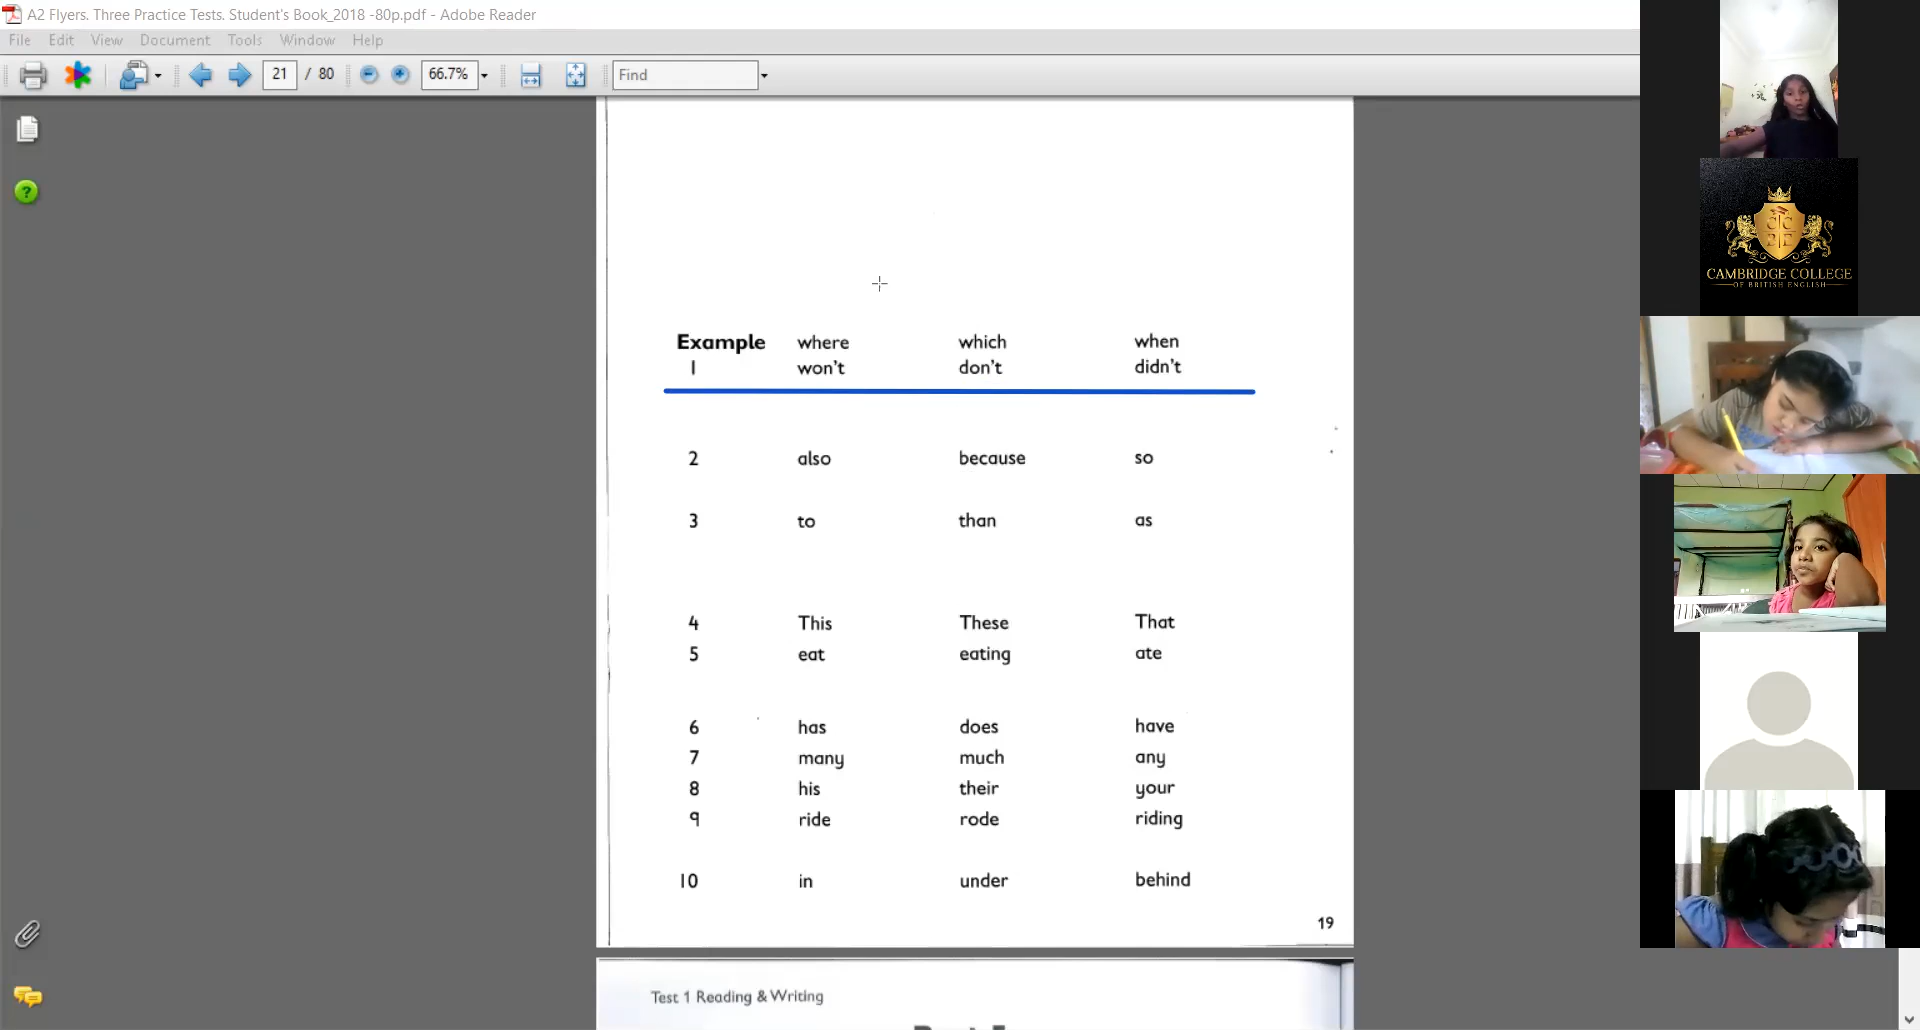 A2 Flyers. Three Practice Tests. Student's Book_2018 -80p.pdf - Adobe Reader
File Edit View Document Tools Window Help
21 / 80 66.7% Find
Example where which when
1 won't don't didn't
2 also because so
3 to than as
4 This These That
5 eat eating ate
6 has does have
7 many much any
8 his their your
9 ride rode riding
10 in under behind
19
Test 1 Reading & Writing
CAMBRIDGE COLLEGE
OF BRITISH ENGLISH